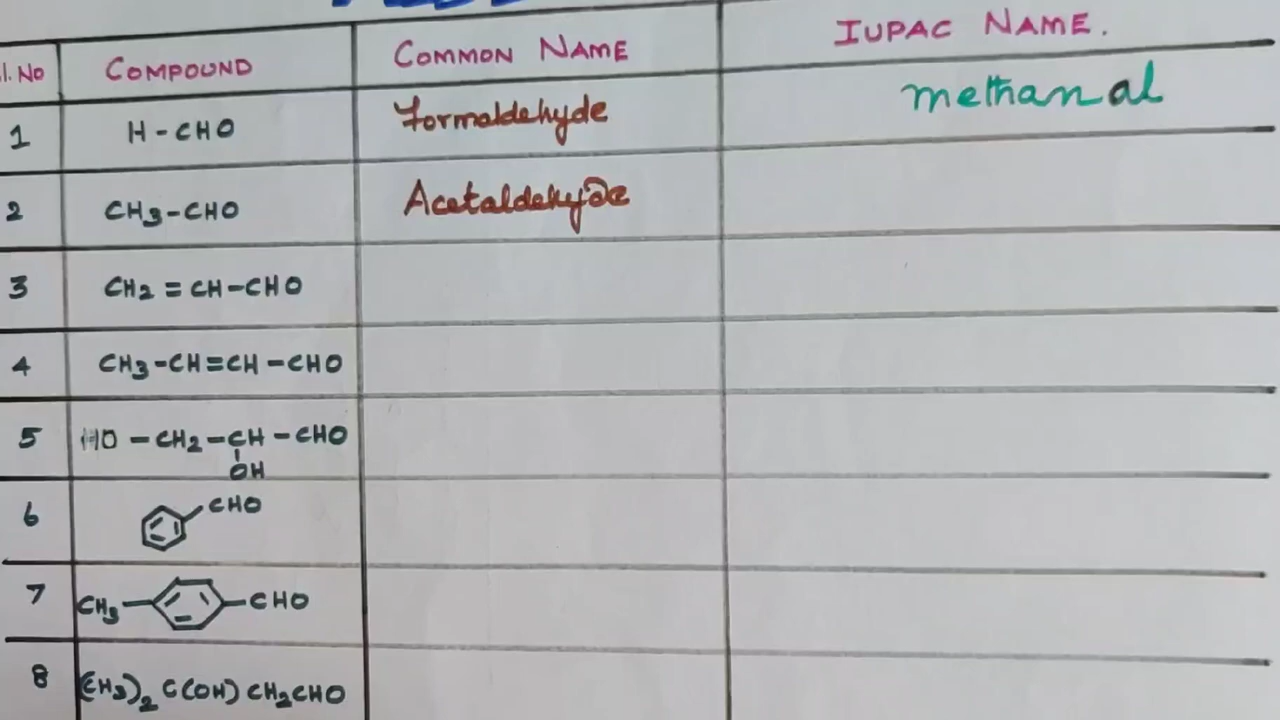 l. No COMPOUND COMMON NAME IUPAC NAME.
1 H-CHO Formaldehyde methanal
2 CH3-CHO Acetaldehyde
3 CH2=CH-CHO
4 CH3-CH=CH-CHO
5 HO-CH2-CH-CHO
OH
6 CHO
7 CH3 CHO
8 (CH3)2 C(OH) CH2CHO